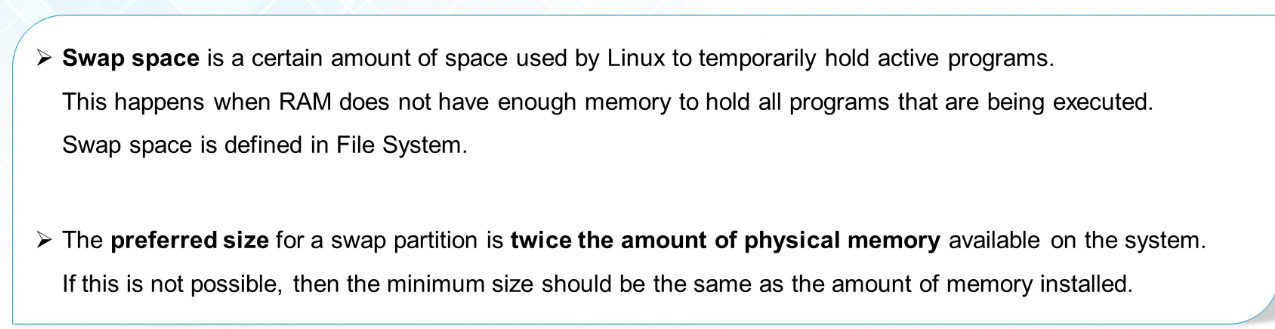 ➢ Swap space is a certain amount of space used by Linux to temporarily hold active programs.
This happens when RAM does not have enough memory to hold all programs that are being executed.
Swap space is defined in File System.
➢ The preferred size for a swap partition is twice the amount of physical memory available on the system.
If this is not possible, then the minimum size should be the same as the amount of memory installed.